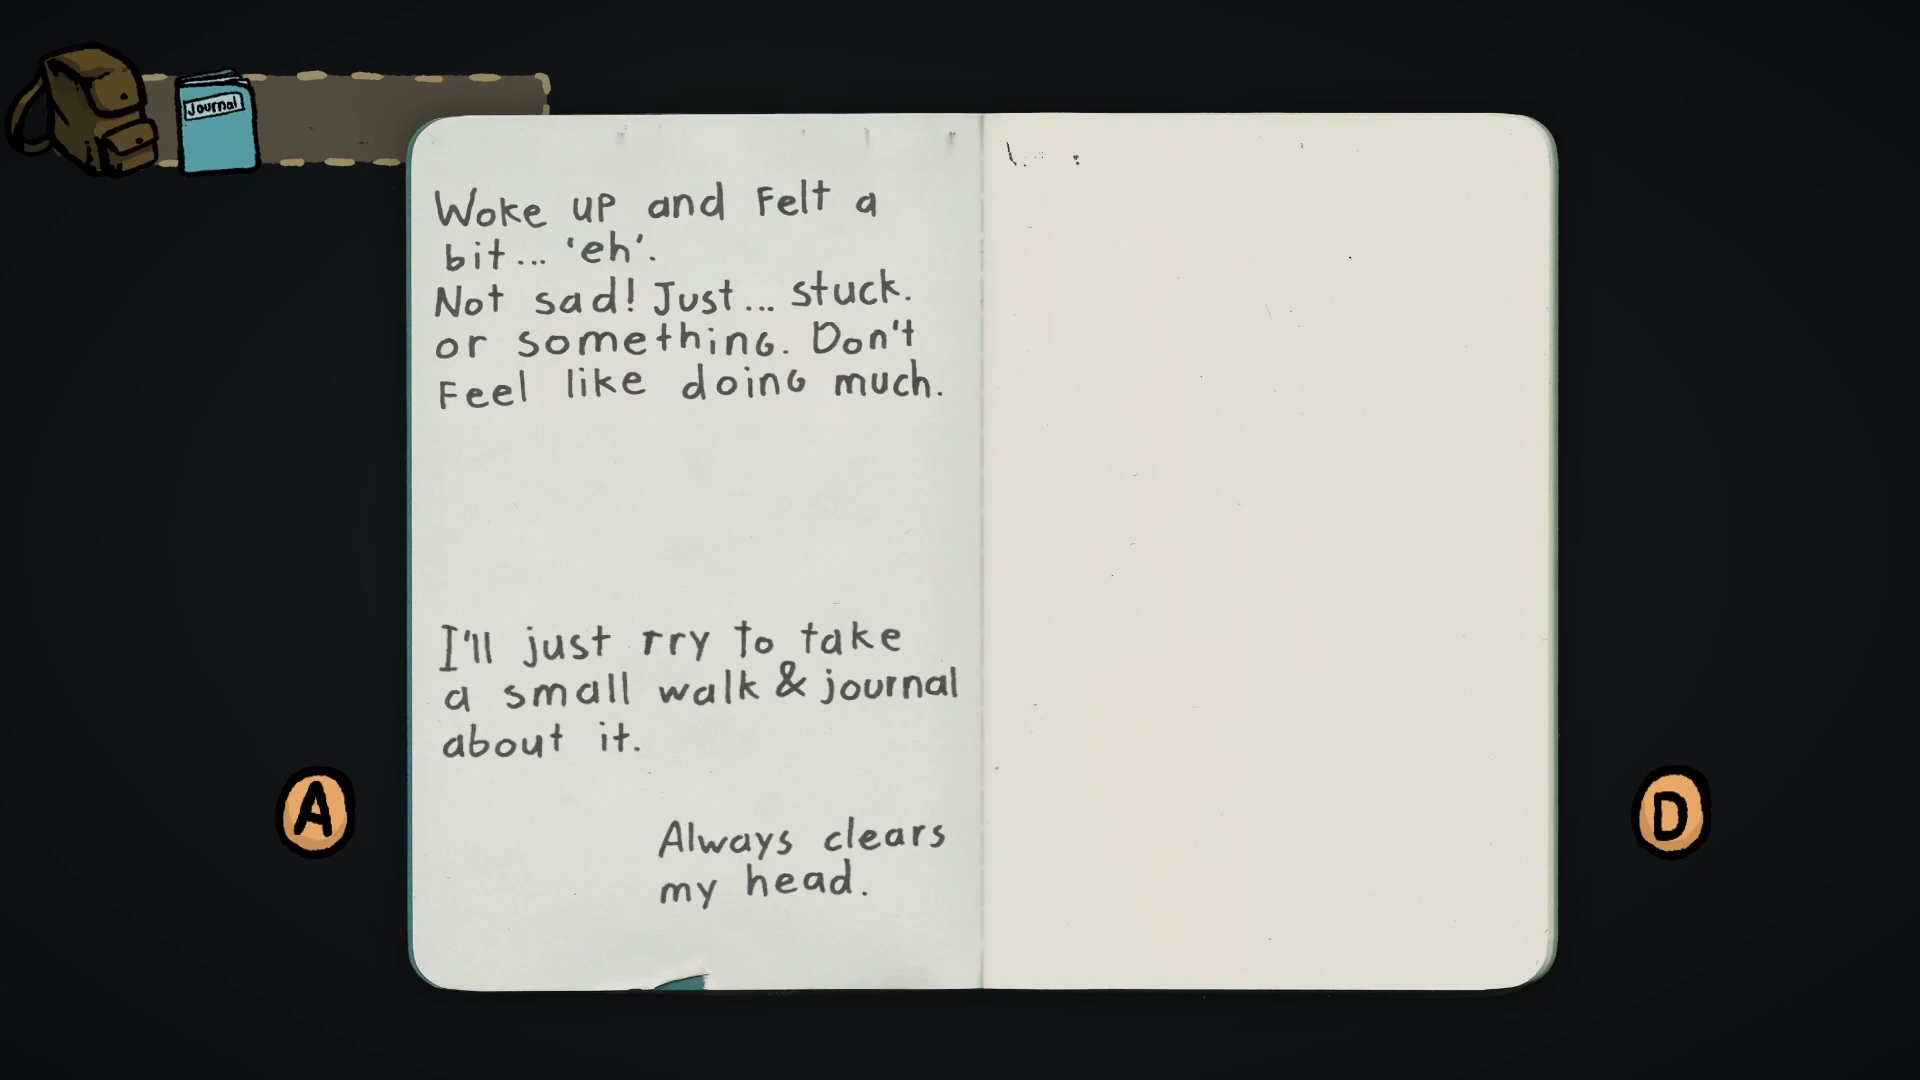 Journal
Woke up and Felt a
bit... 'eh'.
Not sad! Just... stuck.
or something. Don't
Feel like doing much.
I'll just try to take
a small walk & journal
about it.
Always clears
my head.
A
D